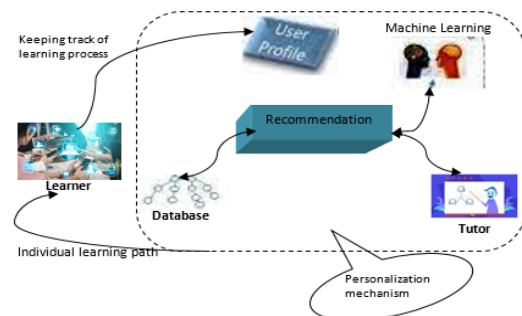 Keeping track of
learning process
User
Profile
Machine Learning
Recommendation
Learner
Database
Tutor
Individual learning path
Personalization
mechanism